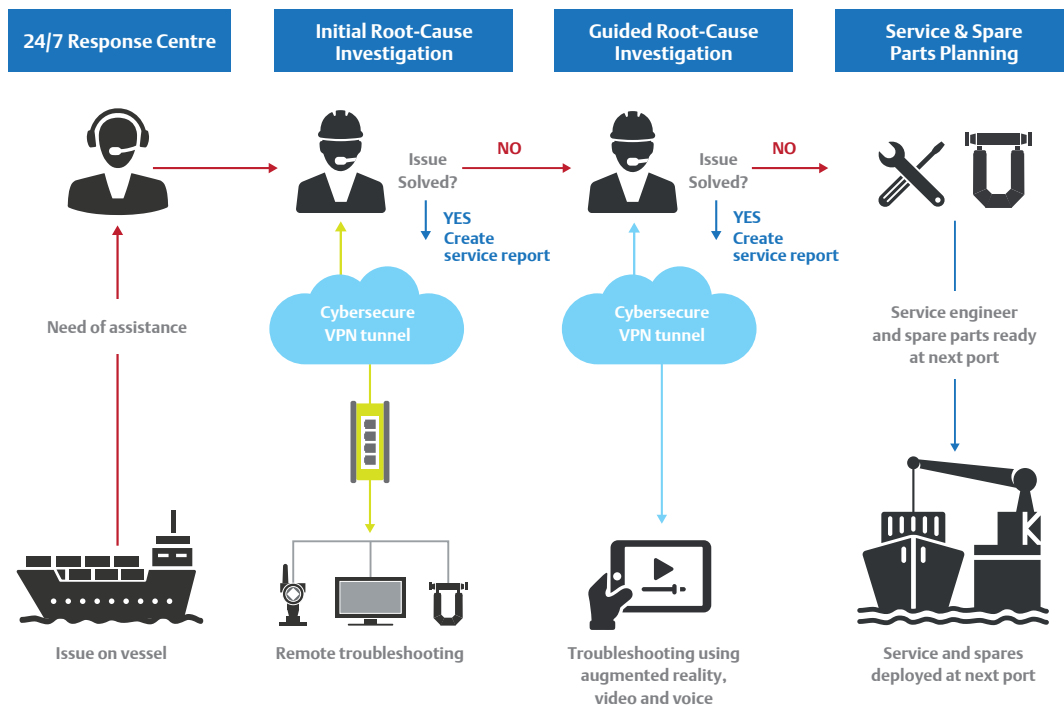 24/7 Response Centre
Initial Root-Cause
Investigation
Guided Root-Cause
Investigation
Service & Spare
Parts Planning
Issue
Solved?
NO
YES
Create
service report
Issue
Solved?
NO
YES
Create
service report
Need of assistance
Cybersecure
VPN tunnel
Cybersecure
VPN tunnel
Service engineer
and spare parts ready
at next port
K
Issue on vessel
Remote troubleshooting
Troubleshooting using
augmented reality,
video and voice
Service and spares
deployed at next port